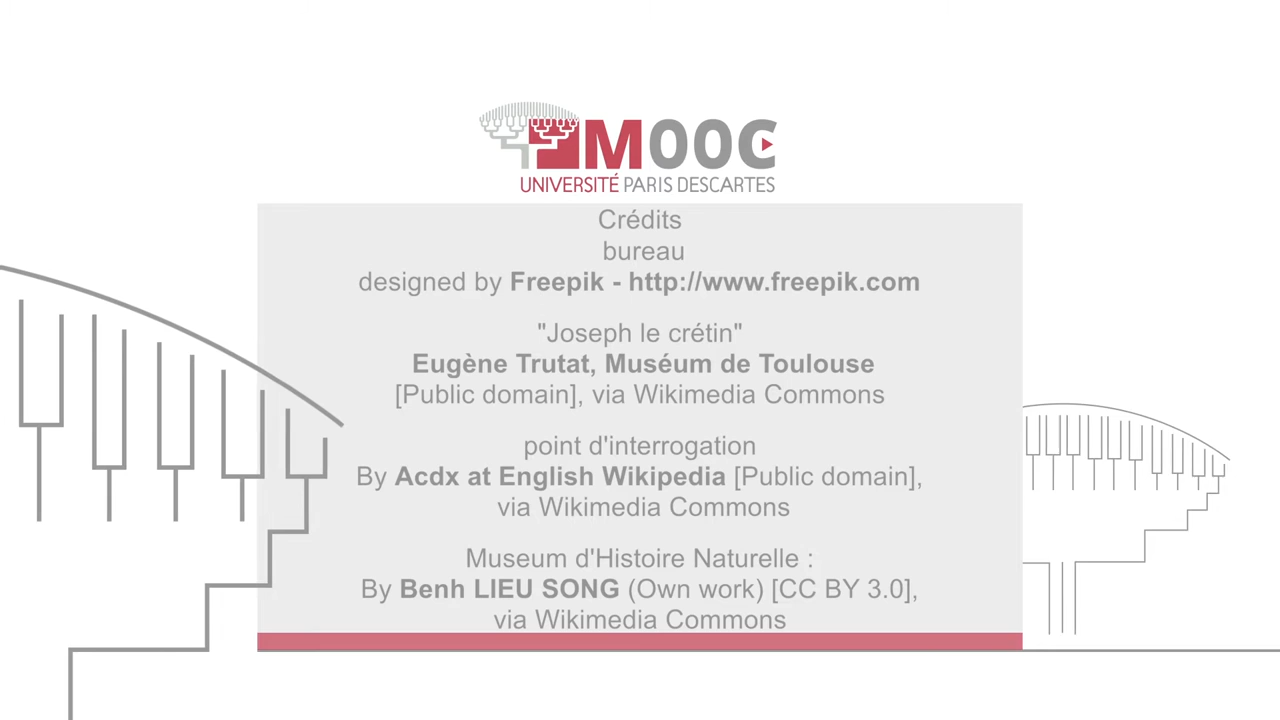 MOOC
UNIVERSITÉ PARIS DESCARTES
Crédits
bureau
designed by Freepik - http://www.freepik.com
"Joseph le crétin"
Eugène Trutat, Muséum de Toulouse
[Public domain], via Wikimedia Commons
point d'interrogation
By Acdx at English Wikipedia [Public domain],
via Wikimedia Commons
Museum d'Histoire Naturelle :
By Benh LIEU SONG (Own work) [CC BY 3.0],
via Wikimedia Commons